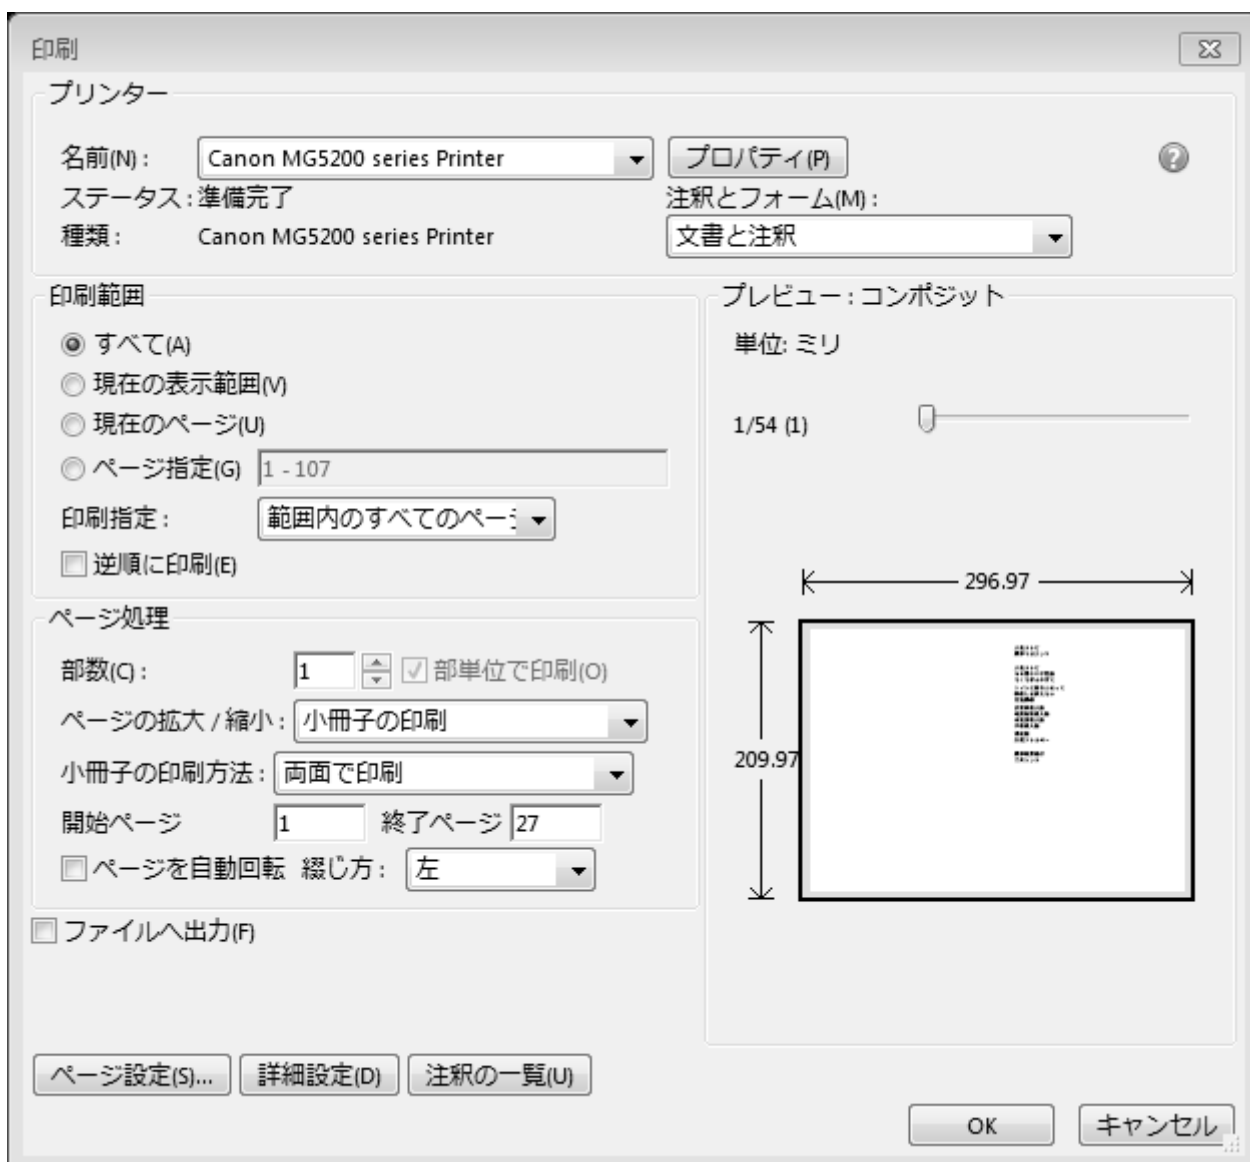 印刷
プリンター
名前(N) : Canon MG5200 series Printer プロパティ(P)
ステータス : 準備完了 注釈とフォーム(M) :
種類 : Canon MG5200 series Printer 文書と注釈
印刷範囲
すべて(A)
現在の表示範囲(V)
現在のページ(U)
ページ指定(G) 1 - 107
印刷指定 : 範囲内のすべてのペー
逆順に印刷(E)
ページ処理
部数(C) : 1 部単位で印刷(O)
ページの拡大 / 縮小 : 小冊子の印刷
小冊子の印刷方法 : 両面で印刷
開始ページ 1 終了ページ 27
ページを自動回転 綴じ方 : 左
ファイルへ出力(F)
プレビュー : コンポジット
単位: ミリ
1/54 (1)
296.97
209.97
ページ設定(S)... 詳細設定(D) 注釈の一覧(U)
OK キャンセル